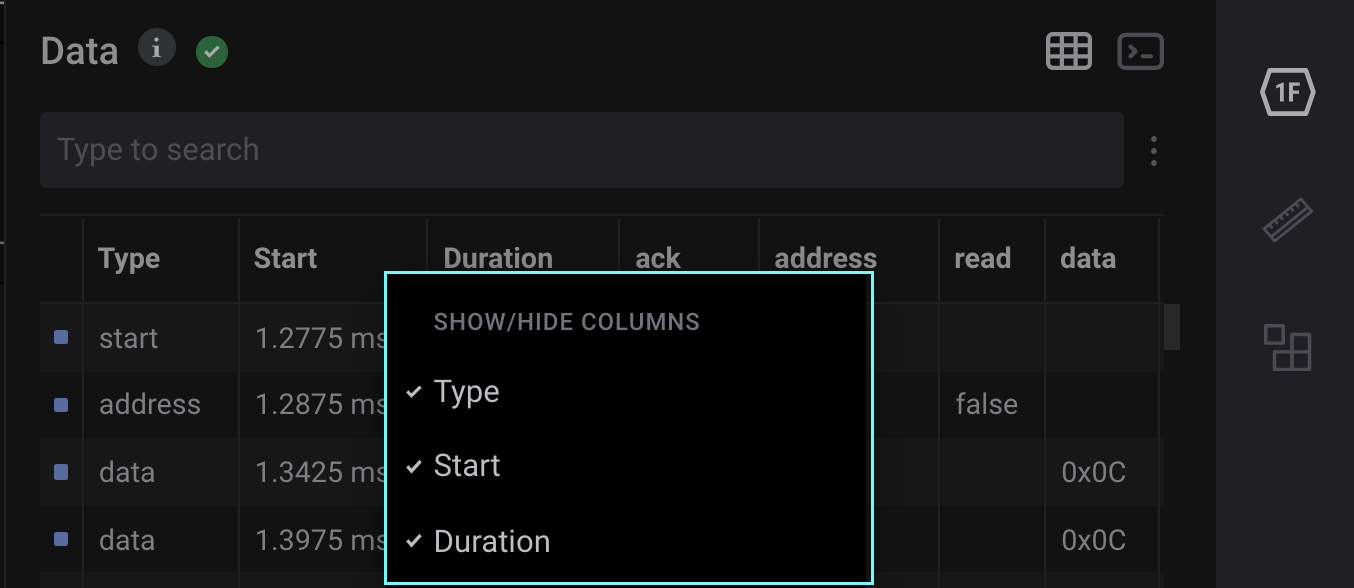 Data i
1F
Type to search
Type Start Duration ack address read data
SHOW/HIDE COLUMNS
start 1.2775 ms
Type
address 1.2875 ms false
Start
data 1.3425 ms 0x0C
Duration
data 1.3975 ms 0x0C